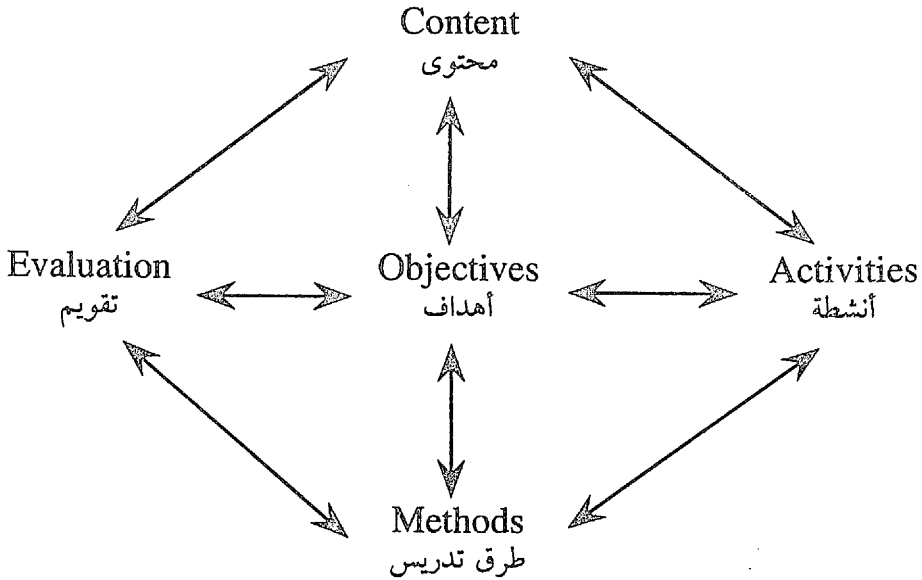 Content
محتوى
Evaluation
تقويم
Objectives
أهداف
Activities
أنشطة
Methods
طرق تدريس